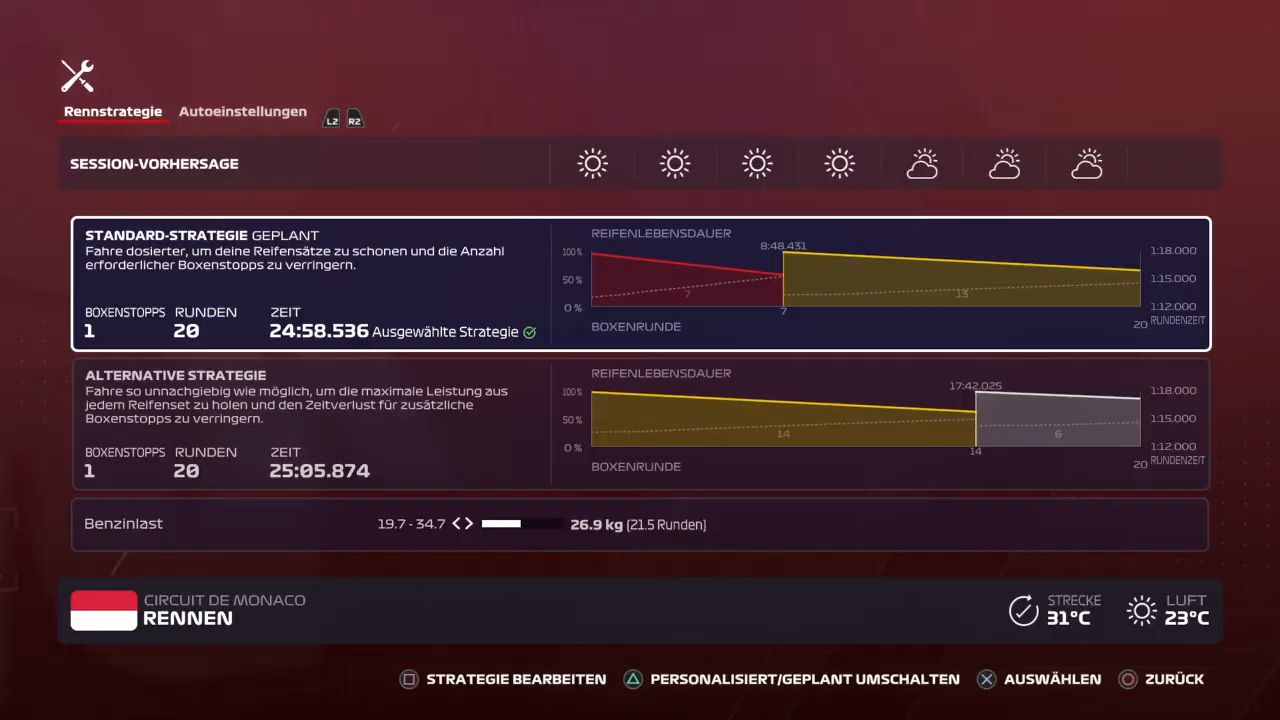 Rennstrategie Autoeinstellungen L2 R2
SESSION-VORHERSAGE
STANDARD-STRATEGIE GEPLANT
Fahre dosierter, um deine Reifensätze zu schonen und die Anzahl
erforderlicher Boxenstopps zu verringern.
BOXENSTOPPS RUNDEN ZEIT
1 20 24:58.536 Ausgewählte Strategie
REIFENLEBENSDAUER
8:48.431
100%
50%
0%
7
13
7
20
1:18.000
1:15.000
1:12.000
RUNDENZEIT
BOXENRUNDE
ALTERNATIVE STRATEGIE
Fahre so unnachgiebig wie möglich, um die maximale Leistung aus
jedem Reifenset zu holen und den Zeitverlust für zusätzliche
Boxenstopps zu verringern.
BOXENSTOPPS RUNDEN ZEIT
1 20 25:05.874
REIFENLEBENSDAUER
17:42.025
100%
50%
0%
14
6
14
20
1:18.000
1:15.000
1:12.000
RUNDENZEIT
BOXENRUNDE
Benzinlast 19.7 - 34.7 <> 26.9 kg (21.5 Runden)
CIRCUIT DE MONACO
RENNEN
STRECKE
31°C
LUFT
23°C
STRATEGIE BEARBEITEN PERSONALISIERT/GEPLANT UMSCHALTEN AUSWÄHLEN ZURÜCK